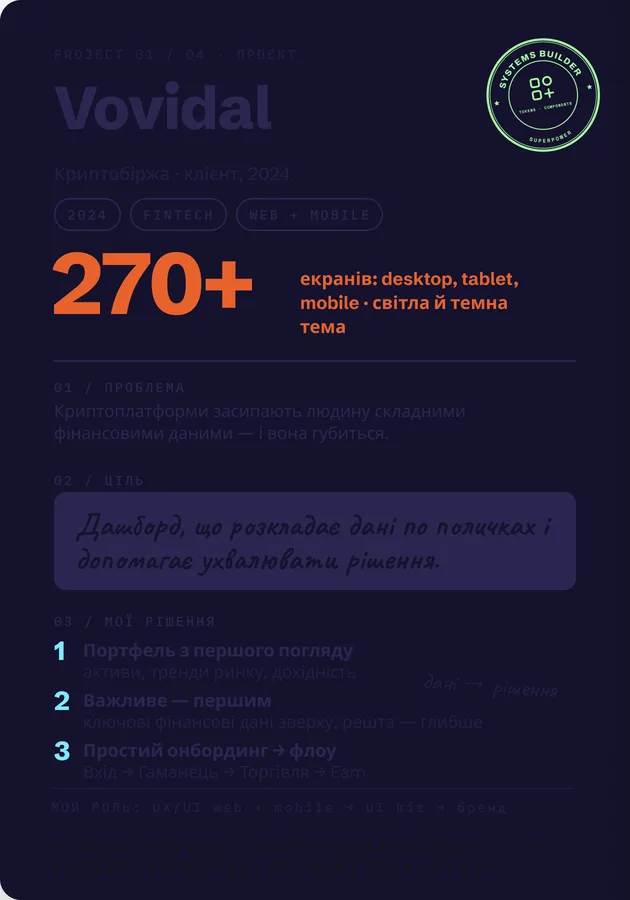 PROJECT 01 / 04 · ПРОЄКТ
Vovidal
SYSTEMS BUILDER
TOKENS · COMPONENTS
SUPERPOWER
Криптобіржа · клієнт, 2024
2024
FINTECH
WEB + MOBILE
270+
екранів: desktop, tablet,
mobile · світла й темна
тема
01 / ПРОБЛЕМА
Криптоплатформи засипають людину складними
фінансовими даними — і вона губиться.
02 / ЦІЛЬ
Дашборд, що розкладає дані по поличках і
допомагає ухвалювати рішення.
03 / МОЇ РІШЕННЯ
1 Портфель з першого погляду
активи, тренди ринку, дохідність
дані → рішення
2 Важливе — першим
ключові фінансові дані зверху, решта — глибше
3 Простий онбординг → флоу
Вхід → Гаманець → Торгівля → Earn
МОЯ РОЛЬ: UX/UI web + mobile → UI kit → бренд